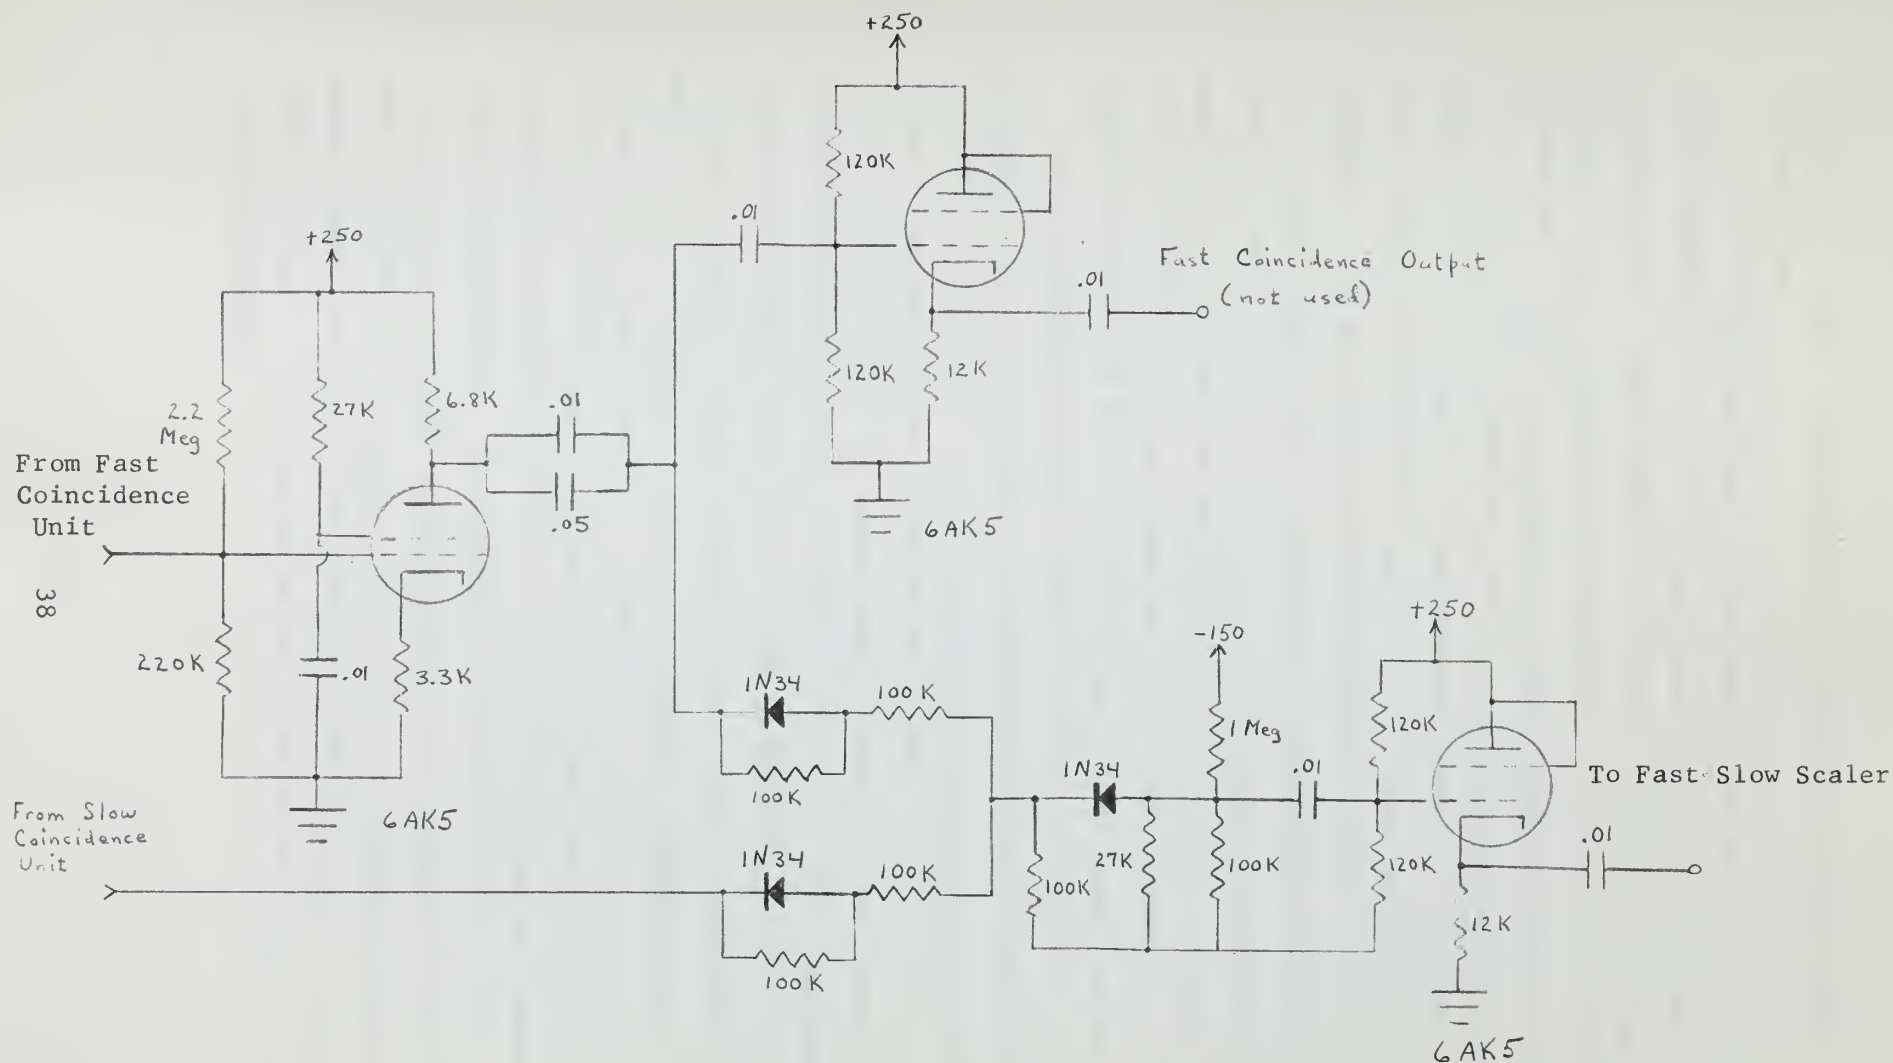 +250
120K
.01
+250
Fast Coincidence Output
(not used)
.01
120K
12K
2.2
Meg
27K
6.8K
.01
.05
From Fast
Coincidence
Unit
6AK5
38
220K
.01
3.3K
+250
-150
1N34
100K
1 Meg
120K
1N34
.01
To Fast Slow Scaler
100K
From Slow
Coincidence
Unit
6AK5
1N34
100K
100K
27K
100K
120K
.01
12K
100K
6AK5